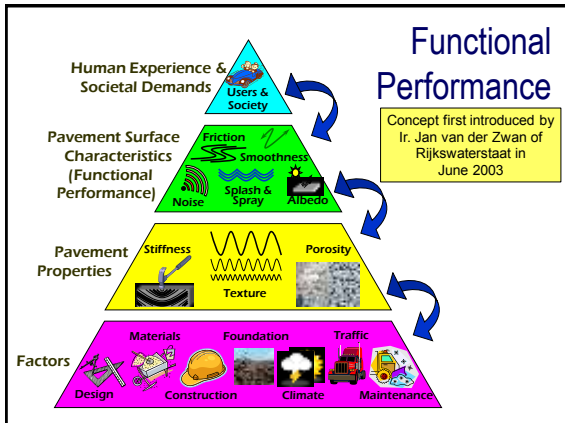 Functional
Performance
Human Experience &
Societal Demands
Users &
Society
Concept first introduced by
Ir. Jan van der Zwan of
Rijkswaterstaat in
June 2003
Pavement Surface
Characteristics
(Functional
Performance)
Friction
Smoothness
Noise
Splash &
Spray
Albedo
Pavement
Properties
Stiffness
Texture
Porosity
Factors
Materials
Foundation
Traffic
Design
Construction
Climate
Maintenance